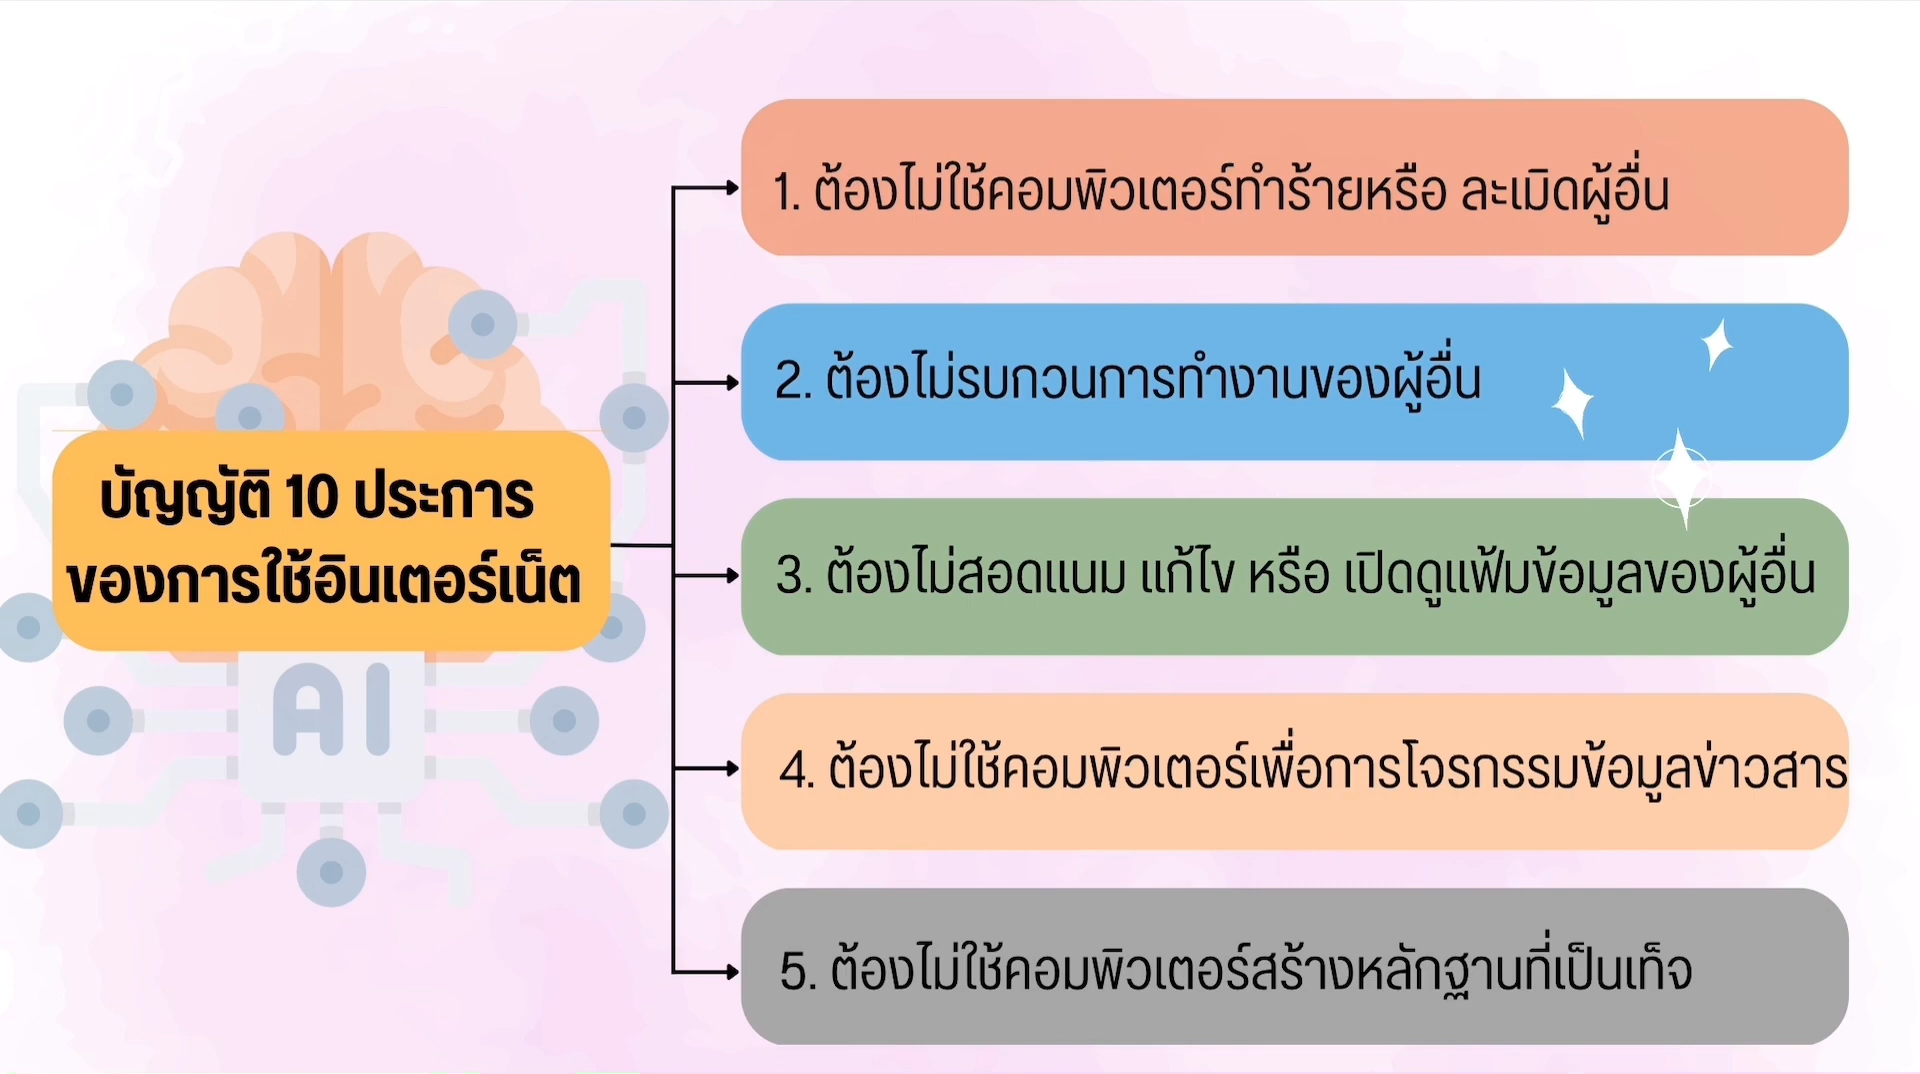 บัญญัติ 10 ประการ
ของการใช้อินเตอร์เน็ต
AI
1. ต้องไม่ใช้คอมพิวเตอร์ทำร้ายหรือ ละเมิดผู้อื่น
2. ต้องไม่รบกวนการทำงานของผู้อื่น
3. ต้องไม่สอดแนม แก้ไข หรือ เปิดดูแฟ้มข้อมูลของผู้อื่น
4. ต้องไม่ใช้คอมพิวเตอร์เพื่อการโจรกรรมข้อมูลข่าวสาร
5. ต้องไม่ใช้คอมพิวเตอร์สร้างหลักฐานที่เป็นเท็จ